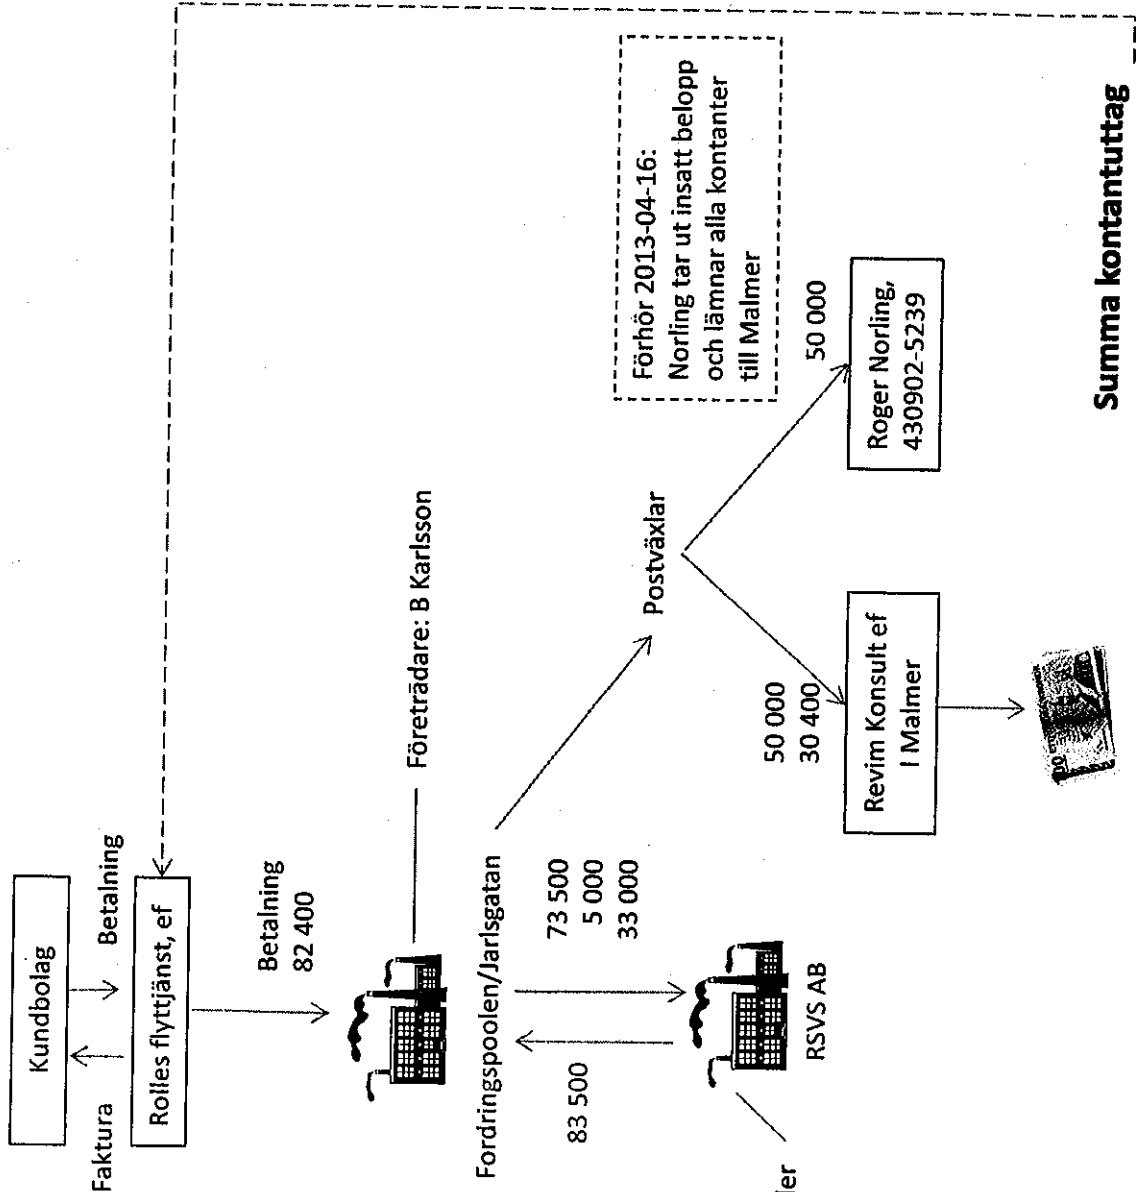 Kundbolag
Faktura
Betalning
Rolles flyttjänst, ef
Betalning
82 400
Företrädare: B Karlsson
Fordringspoolen/Jarlsgatan
83 500
73 500
5 000
33 000
RSVS AB
Postväxlar
Förhör 2013-04-16:
Norling tar ut insatt belopp
och lämnar alla kontanter
till Malmer
50 000
30 400
50 000
Revim Konsult ef
I Malmer
Roger Norling,
430902-5239
Summa kontantuttag